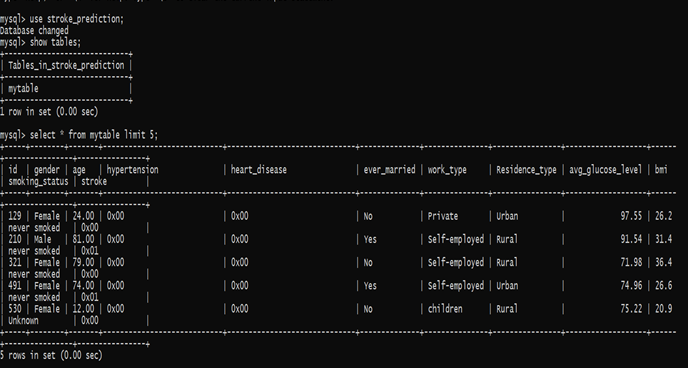 mysql> use stroke_prediction;
Database changed
mysql> show tables;
+-----------------------------+
| Tables_in_stroke_prediction |
+-----------------------------+
| mytable |
+-----------------------------+
1 row in set (0.00 sec)
mysql> select * from mytable limit 5;
| id | gender | age | hypertension | heart_disease | ever_married | work_type | Residence_type | avg_glucose_level | bmi
| smoking_status | stroke |
| 129 | Female | 24.00 | 0x00 | 0x00 | No | Private | Urban | 97.55 | 26.2
| never smoked | 0x00 |
| 210 | Male | 81.00 | 0x00 | 0x00 | Yes | Self-employed | Rural | 91.54 | 31.4
| never smoked | 0x01 |
| 321 | Female | 79.00 | 0x00 | 0x00 | No | Self-employed | Rural | 71.98 | 36.4
| never smoked | 0x00 |
| 491 | Female | 74.00 | 0x00 | 0x00 | Yes | Self-employed | Urban | 74.96 | 26.6
| never smoked | 0x01 |
| 530 | Female | 12.00 | 0x00 | 0x00 | No | children | Rural | 75.22 | 20.9
| Unknown | 0x00 |
5 rows in set (0.00 sec)